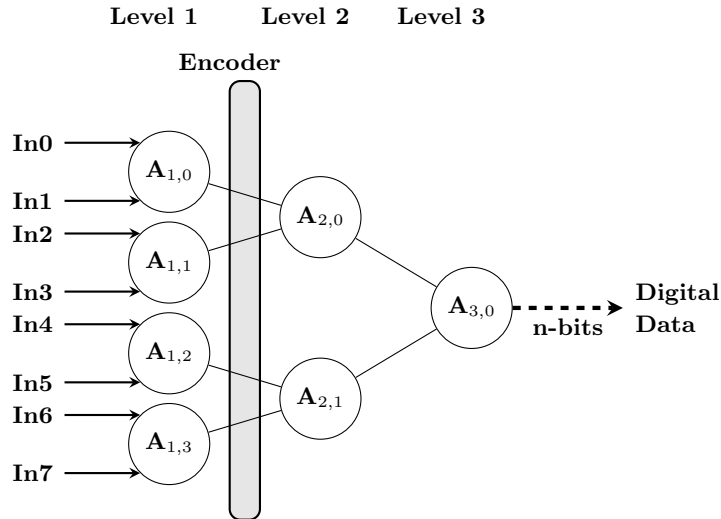 Level 1 Level 2 Level 3
Encoder
In0
A1,0
In1
In2
A2,0
A1,1
In3
In4
A3,0
n-bits
Digital
Data
A1,2
In5
In6
A2,1
A1,3
In7